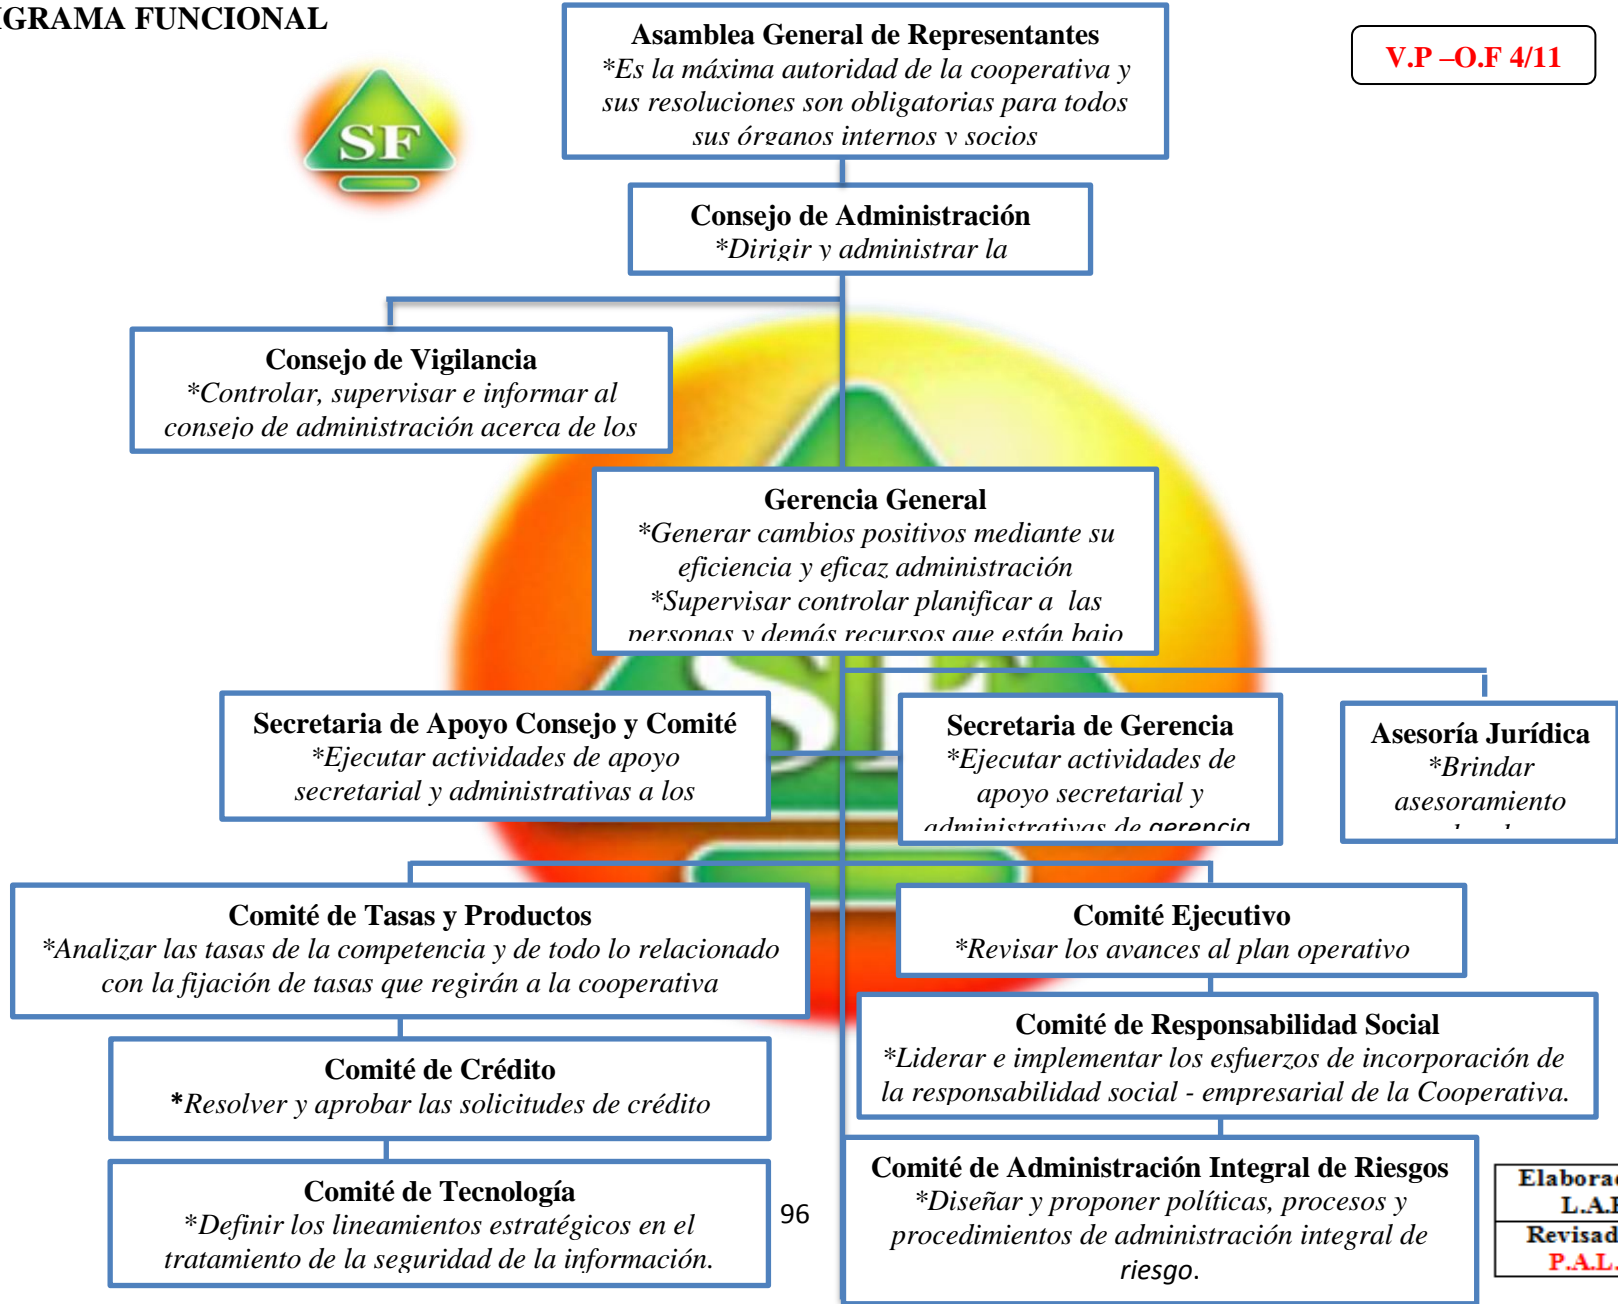 IGRAMA FUNCIONAL
V.P –O.F 4/11
SF
Asamblea General de Representantes
*Es la máxima autoridad de la cooperativa y
sus resoluciones son obligatorias para todos
sus órganos internos y socios
Consejo de Administración
*Dirigir y administrar la
Consejo de Vigilancia
*Controlar, supervisar e informar al
consejo de administración acerca de los
Gerencia General
*Generar cambios positivos mediante su
eficiencia y eficaz administración
*Supervisar controlar planificar a las
personas y demás recursos que están bajo
SF
Secretaria de Apoyo Consejo y Comité
*Ejecutar actividades de apoyo
secretarial y administrativas a los
Secretaria de Gerencia
*Ejecutar actividades de
apoyo secretarial y
administrativas de gerencia
Asesoría Jurídica
*Brindar
asesoramiento
Comité de Tasas y Productos
*Analizar las tasas de la competencia y de todo lo relacionado
con la fijación de tasas que regirán a la cooperativa
Comité Ejecutivo
*Revisar los avances al plan operativo
Comité de Crédito
*Resolver y aprobar las solicitudes de crédito
Comité de Responsabilidad Social
*Liderar e implementar los esfuerzos de incorporación de
la responsabilidad social - empresarial de la Cooperativa.
Comité de Tecnología
*Definir los lineamientos estratégicos en el
tratamiento de la seguridad de la información.
Comité de Administración Integral de Riesgos
*Diseñar y proponer políticas, procesos y
procedimientos de administración integral de
riesgo.
96
Elabora
L.A.
Revisad
P.A.L.